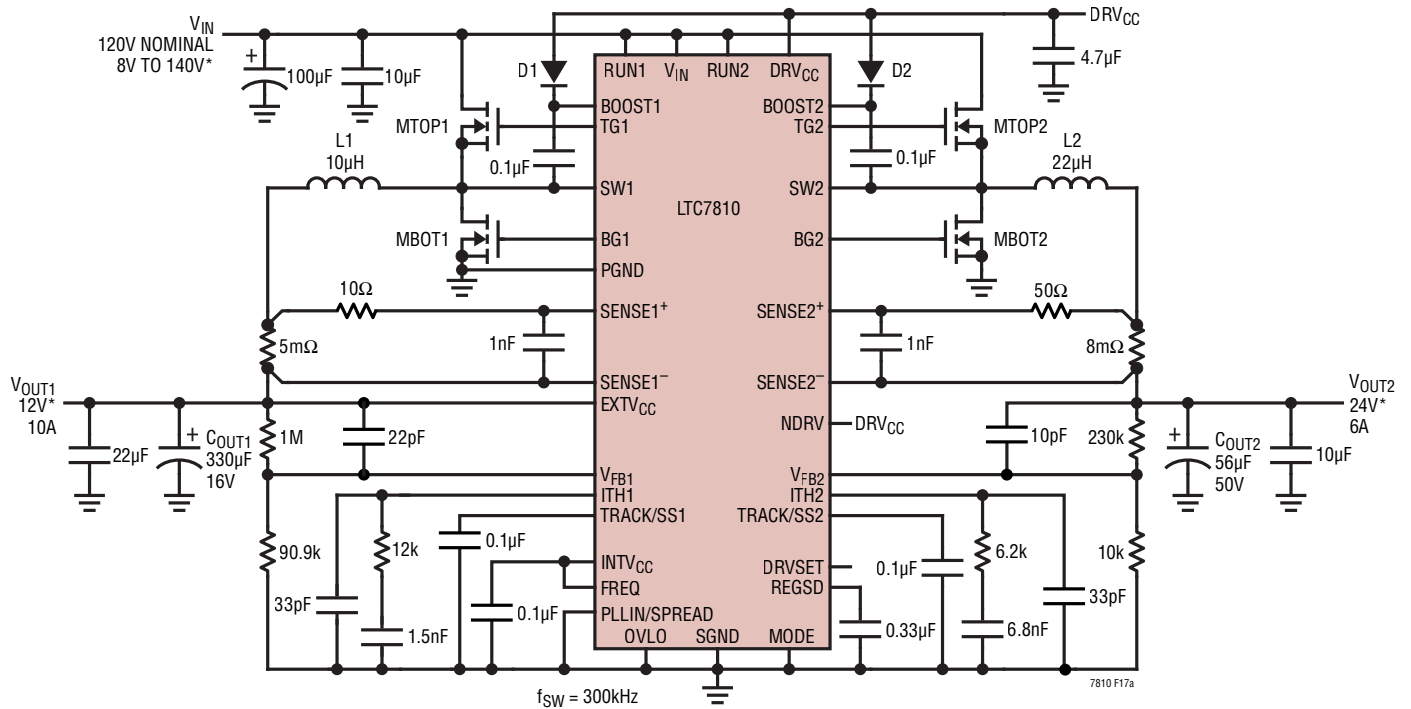 V_IN
120V NOMINAL
8V TO 140V*
100µF
10µF
D1
D2
DRV_CC
4.7µF
RUN1
V_IN
RUN2
DRV_CC
BOOST1
TG1
BOOST2
TG2
MTOP1
MTOP2
L1
10µH
0.1µF
0.1µF
L2
22µH
SW1
SW2
LTC7810
MBOT1
BG1
BG2
MBOT2
PGND
10Ω
50Ω
SENSE1+
SENSE2+
5mΩ
1nF
1nF
8mΩ
SENSE1–
SENSE2–
V_OUT1
12V*
10A
EXTV_CC
V_OUT2
24V*
6A
NDRV
DRV_CC
22µF
+
C_OUT1
330µF
16V
1M
22pF
10pF
230k
+
C_OUT2
56µF
50V
10µF
+
V_FB1
ITH1
TRACK/SS1
V_FB2
ITH2
TRACK/SS2
90.9k
12k
0.1µF
INTV_CC
FREQ
DRVSET
REGSD
0.1µF
6.2k
10k
33pF
1.5nF
0.1µF
PLLIN/SPREAD
OVLO
SGND
MODE
0.33µF
6.8nF
33pF
f_SW = 300kHz
7810 F17a